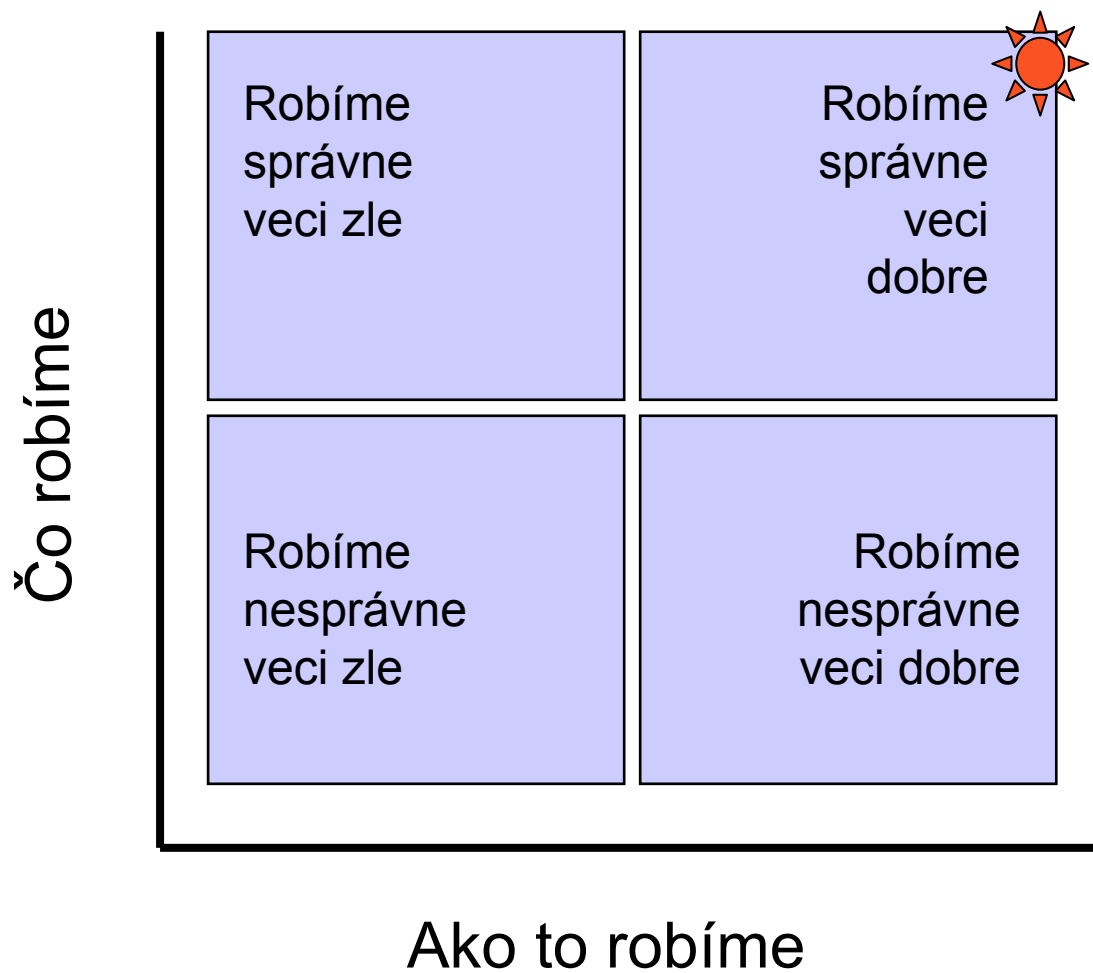 Robíme
správne
veci zle
Robíme
správne
veci
dobre
Čo robíme
Robíme
nesprávne
veci zle
Robíme
nesprávne
veci dobre
Ako to robíme